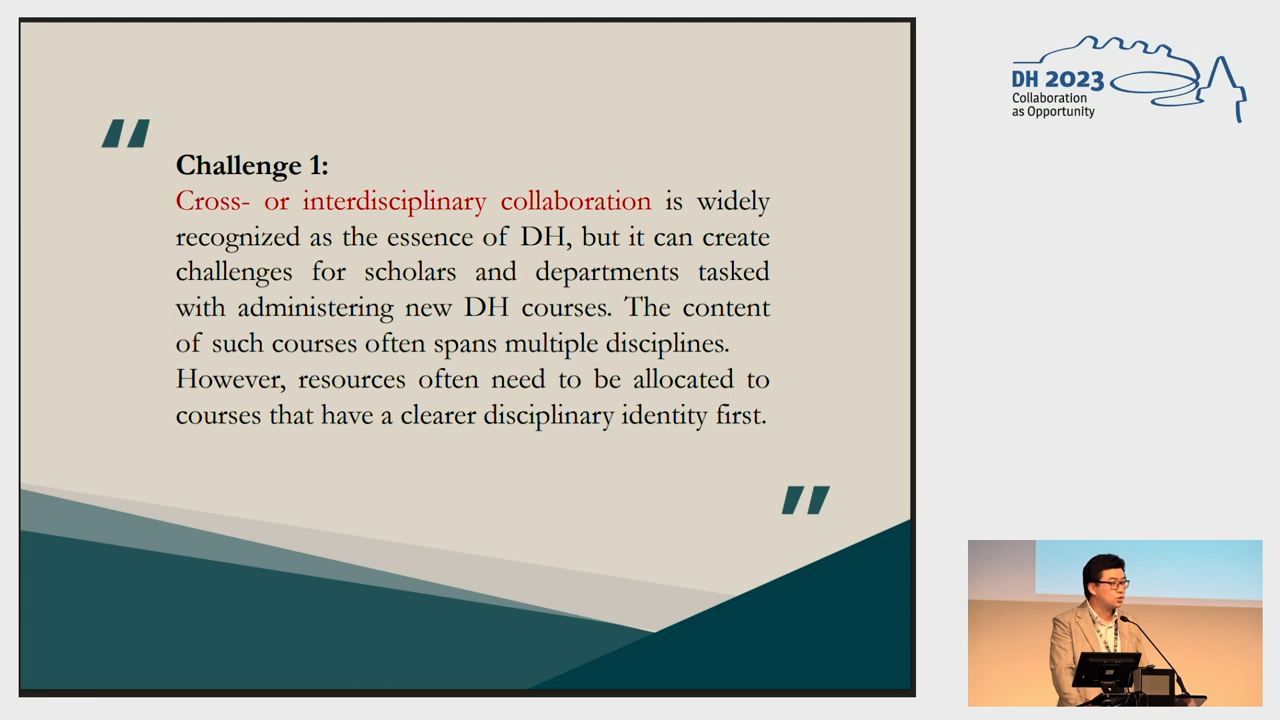 Challenge 1:
Cross- or interdisciplinary collaboration is widely
recognized as the essence of DH, but it can create
challenges for scholars and departments tasked
with administering new DH courses. The content
of such courses often spans multiple disciplines.
However, resources often need to be allocated to
courses that have a clearer disciplinary identity first.
DH 2023
Collaboration
as Opportunity